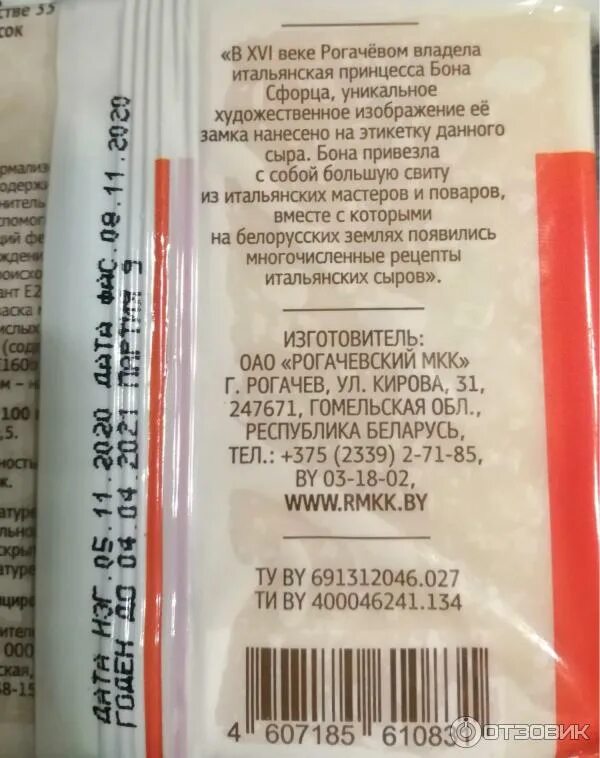 стве 35
«В XVI веке Рогачёвом владела
итальянская принцесса Бона
Сфорца, уникальное
художественное изображение её
замка нанесено на этикетку данного
сыра. Бона привезла
с собой большую свиту
из итальянских мастеров и поваров,
вместе с которыми
на белорусских землях появились
многочисленные рецепты
итальянских сыров».
ИЗГОТОВИТЕЛЬ:
ОАО «РОГАЧЕВСКИЙ МКК»
Г. РОГАЧЕВ, УЛ. КИРОВА, 31,
247671, ГОМЕЛЬСКАЯ ОБЛ.,
РЕСПУБЛИКА БЕЛАРУСЬ,
ТЕЛ.: +375 (2339) 2-71-85,
BY 03-18-02,
WWW.RMKK.BY
ТУ BY 691312046.027
ТИ BY 400046241.134
4 607185 61083
ДАТА ИЗГ.05.11.2020 ДАТА ФАС.09.11.2020
ГОДЕН ДО 04.04.2021 ПАРТИЯ 9
ОТЗОВИК